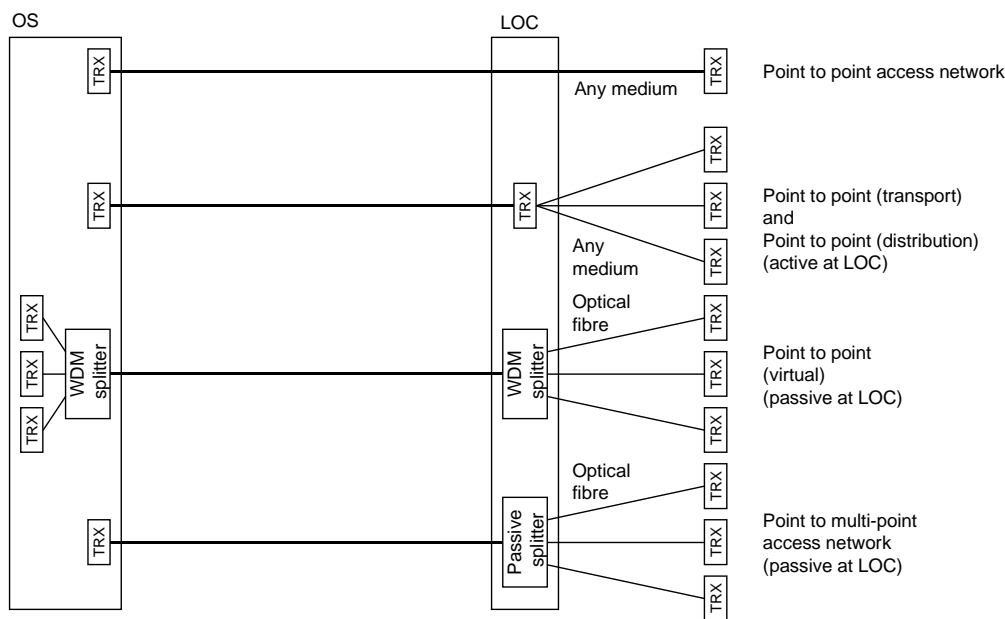 OS
LOC
TRX
TRX
Any medium
Point to point access network
TRX
TRX
TRX
TRX
TRX
Any
medium
Point to point (transport)
and
Point to point (distribution)
(active at LOC)
TRX
TRX
TRX
WDM
splitter
WDM
splitter
Optical
fibre
TRX
TRX
TRX
Point to point
(virtual)
(passive at LOC)
TRX
Passive
splitter
Optical
fibre
TRX
TRX
TRX
Point to multi-point
access network
(passive at LOC)